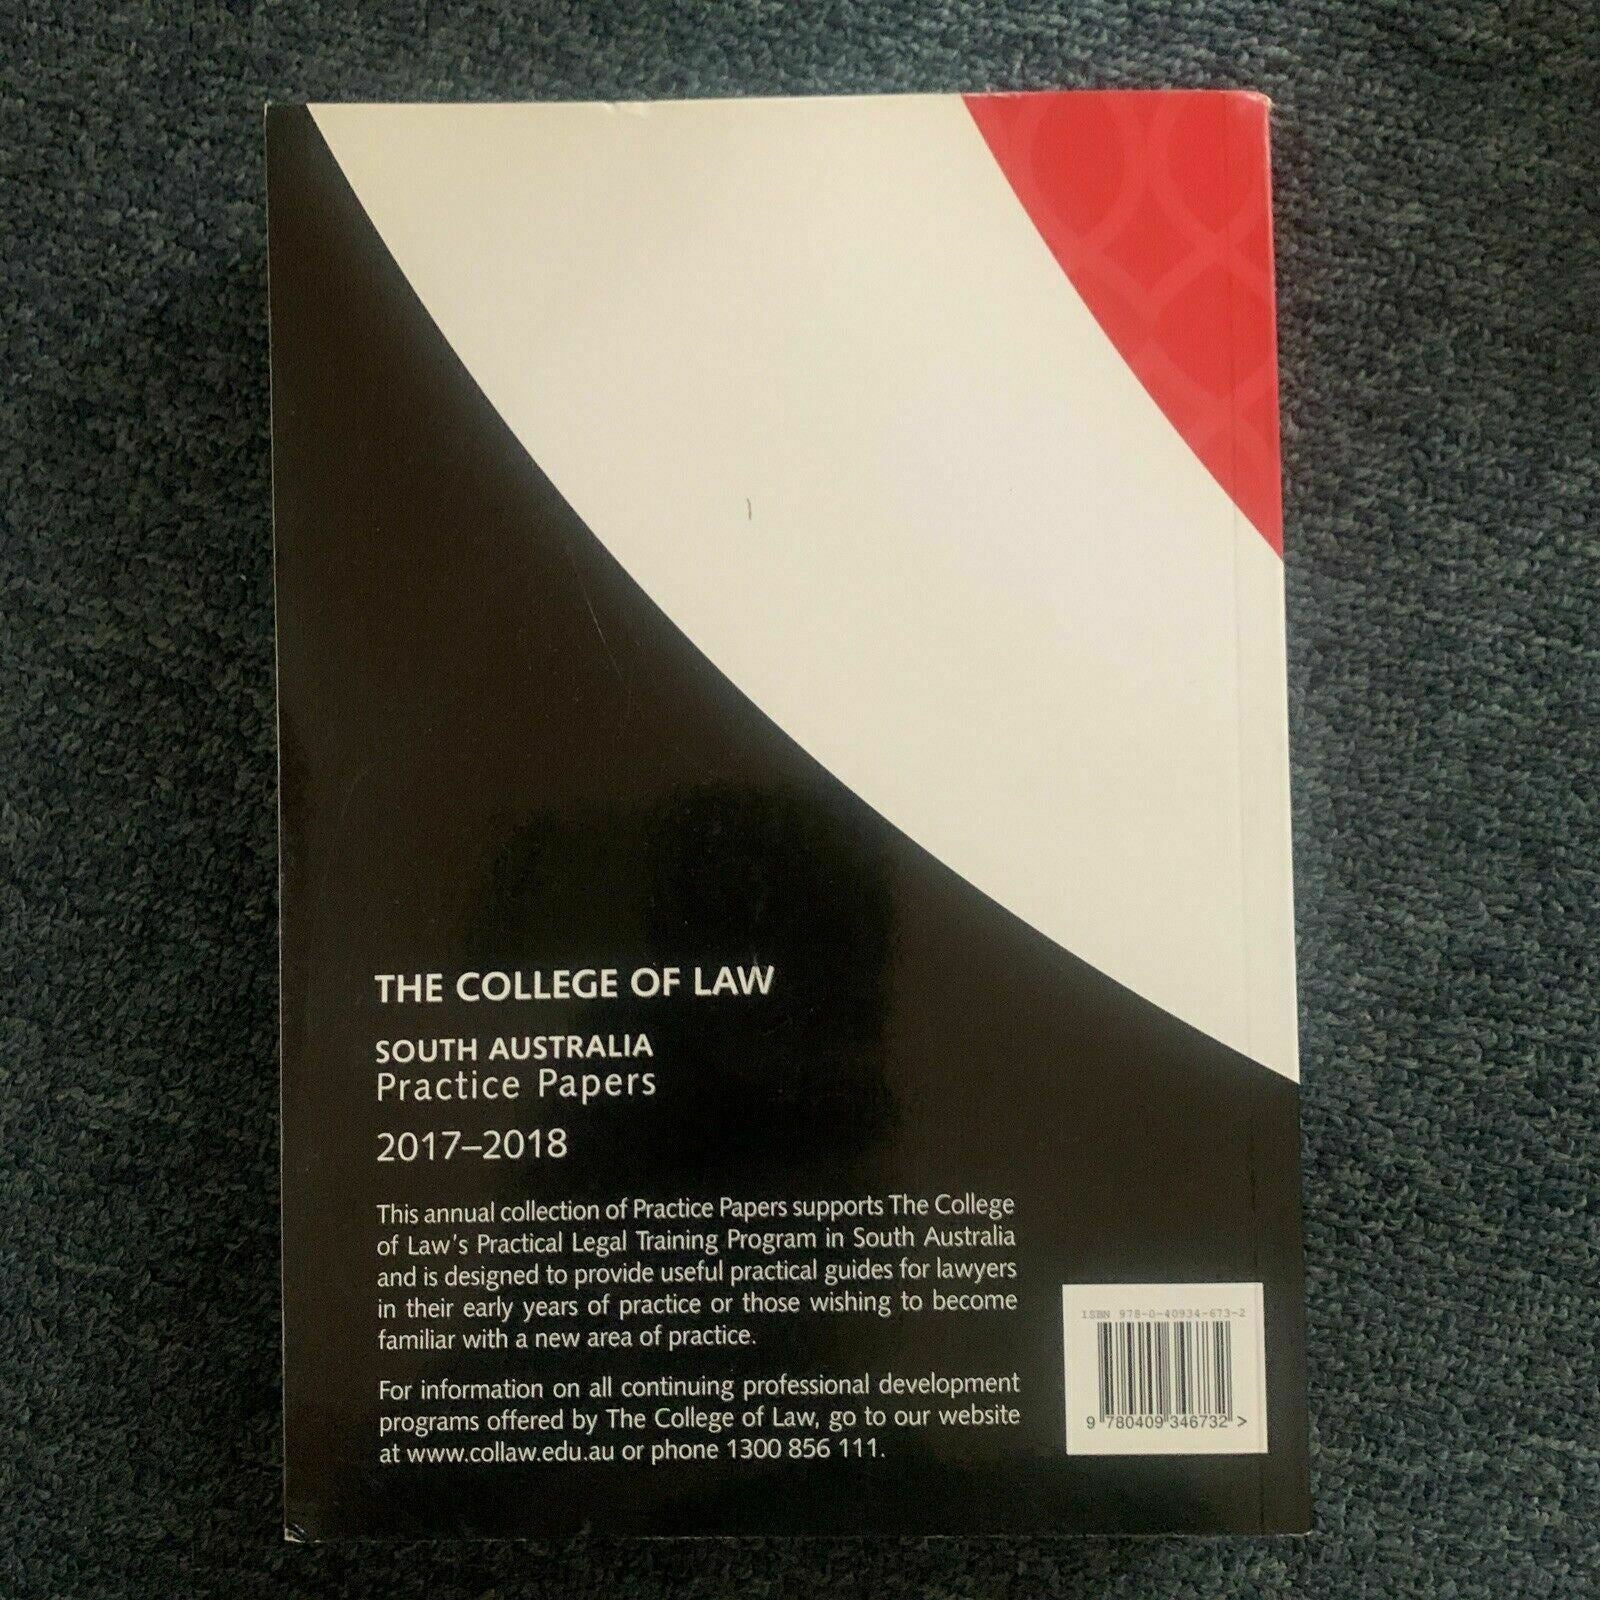 THE COLLEGE OF LAW
SOUTH AUSTRALIA
Practice Papers
2017–2018
This annual collection of Practice Papers supports The College
of Law's Practical Legal Training Program in South Australia
and is designed to provide useful practical guides for lawyers
in their early years of practice or those wishing to become
familiar with a new area of practice.
For information on all continuing professional development
programs offered by The College of Law, go to our website
at www.collaw.edu.au or phone 1300 856 111.
ISBN 978-0-40934-673-2
9 780409 346732 >